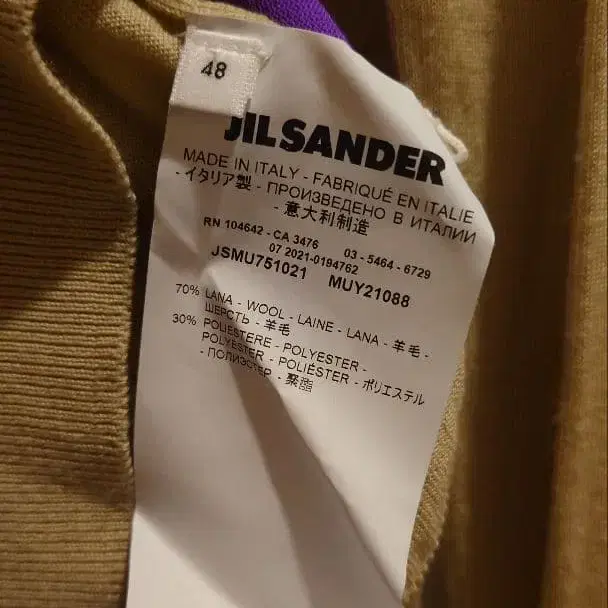 48
JIL SANDER
MADE IN ITALY - FABRIQUÉ EN ITALIE
- イタリア製 - ПРОИЗВЕДЕНО В ИТАЛИИ
- 意大利制造
RN 104642 - CA 3476 03 - 5464 - 6729
07 2021-0194762
JSMU751021 MUY21088
70% LANA - WOOL - LAINE - LANA - 羊毛 -
ШЕРСТЬ - 羊毛
30% POLIESTERE - POLYESTER -
POLYESTER - POLIÉSTER - ポリエステル
- ПОЛИЭСТЕР - 聚酯